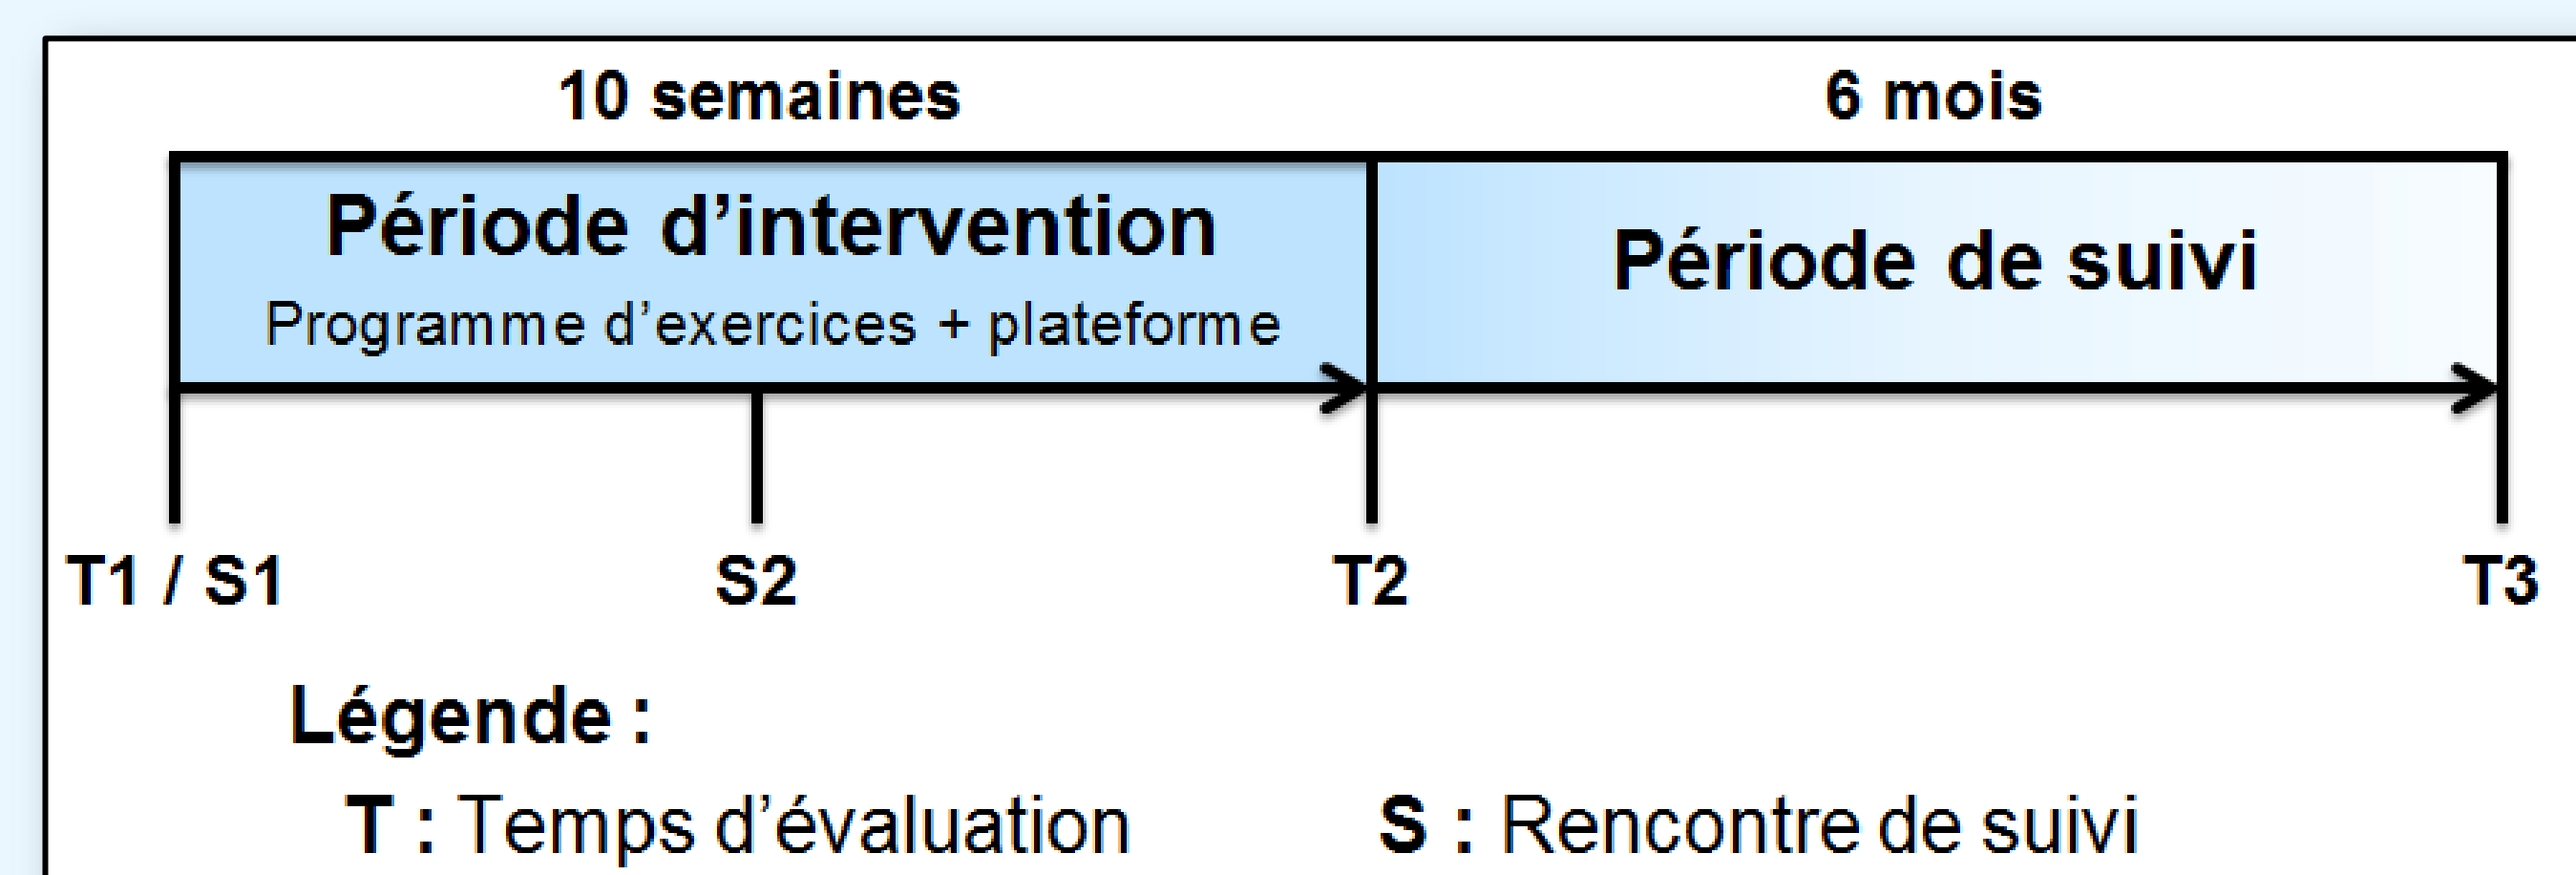 10 semaines 6 mois
Période d’intervention
Période de suivi
Programme d’exercices + plateforme
T1 / S1 S2 T2 T3
Légende :
T : Temps d’évaluation S : Rencontre de suivi